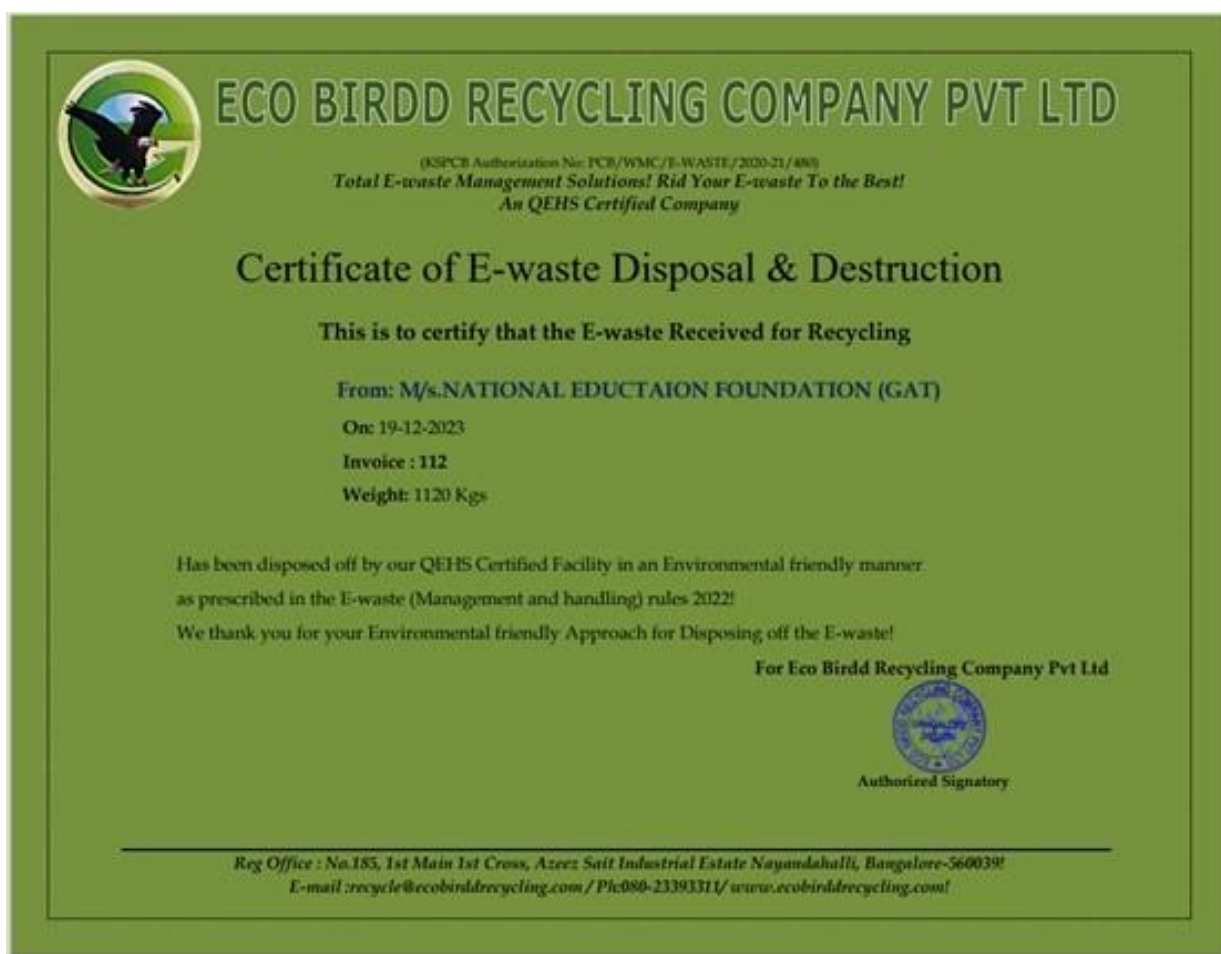 ECO BIRDD RECYCLING COMPANY PVT LTD
(KSPCB Authorization No: PCB/WMC/E-WASTE/2020-21/480)
Total E-waste Management Solutions! Rid Your E-waste To the Best!
An QEHS Certified Company
Certificate of E-waste Disposal & Destruction
This is to certify that the E-waste Received for Recycling
From: M/s.NATIONAL EDUCTAION FOUNDATION (GAT)
On: 19-12-2023
Invoice : 112
Weight: 1120 Kgs
Has been disposed off by our QEHS Certified Facility in an Environmental friendly manner
as prescribed in the E-waste (Management and handling) rules 2022!
We thank you for your Environmental friendly Approach for Disposing off the E-waste!
For Eco Birdd Recycling Company Pvt Ltd
ECO BIRDD RECYCLING COMPANY PVT LTD
Authorized Signatory
Reg Office : No.185, 1st Main 1st Cross, Azeez Sait Industrial Estate Nayandahalli, Bangalore-560039!
E-mail :recycle@ecobirddrecycling.com / Ph:080-23393311/ www.ecobirddrecycling.com!